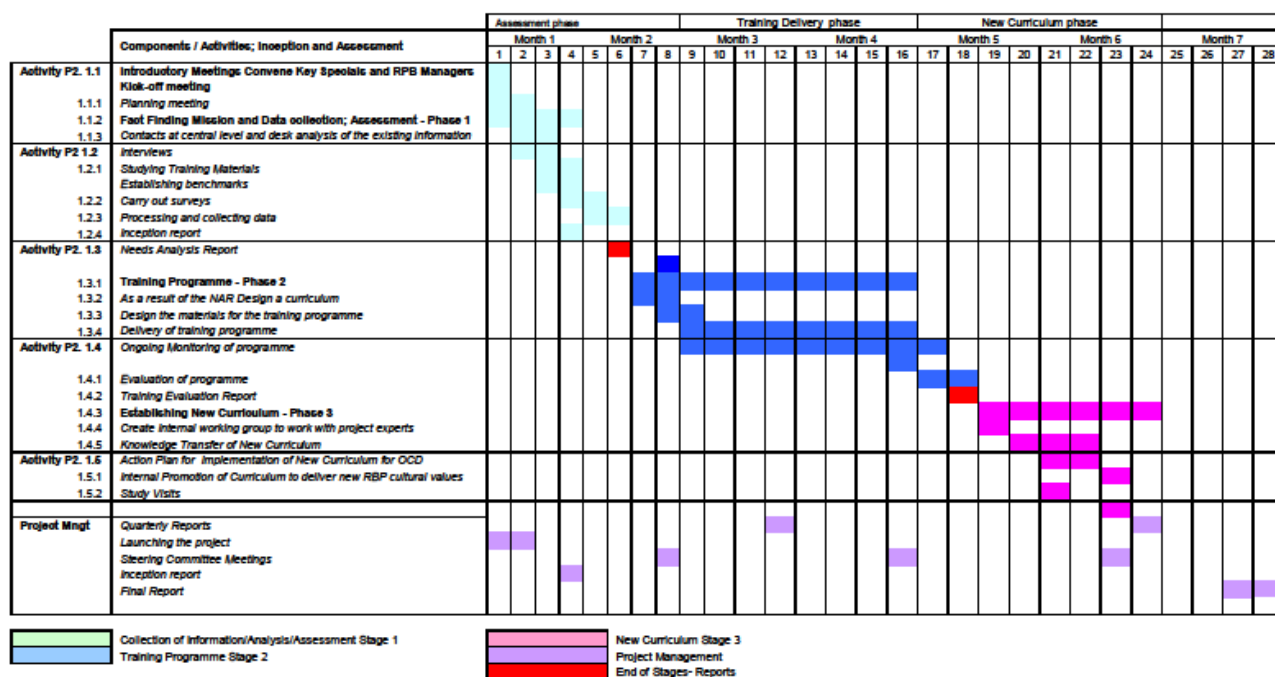 Assessment phase Training Delivery phase New Curriculum phase
Components / Activities; Inception and Assessment Month 1 Month 2 Month 3 Month 4 Month 5 Month 6 Month 7
1 2 3 4 5 6 7 8 9 10 11 12 13 14 15 16 17 18 19 20 21 22 23 24 25 26 27 28
Activity P2. 1.1 Introductory Meetings Convene Key Specials and RPB Managers
Kick-off meeting
1.1.1 Planning meeting
1.1.2 Fact Finding Mission and Data collection; Assessment - Phase 1
1.1.3 Contacts at central level and desk analysis of the existing information
Activity P2 1.2 Interviews
1.2.1 Studying Training Materials
Establishing benchmarks
1.2.2 Carry out surveys
1.2.3 Processing and collecting data
1.2.4 Inception report
Activity P2. 1.3 Needs Analysis Report
1.3.1 Training Programme - Phase 2
1.3.2 As a result of the NAR Design a curriculum
1.3.3 Design the materials for the training programme
1.3.4 Delivery of training programme
Activity P2. 1.4 Ongoing Monitoring of programme
1.4.1 Evaluation of programme
1.4.2 Training Evaluation Report
1.4.3 Establishing New Curriculum - Phase 3
1.4.4 Create internal working group to work with project experts
1.4.5 Knowledge Transfer of New Curriculum
Activity P2. 1.5 Action Plan for Implementation of New Curriculum for OCD
1.5.1 Internal Promotion of Curriculum to deliver new RBP cultural values
1.5.2 Study Visits
Project Mngt Quarterly Reports
Launching the project
Steering Committee Meetings
Inception report
Final Report
Collection of Information/Analysis/Assessment Stage 1 New Curriculum Stage 3
Training Programme Stage 2 Project Management
End of Stages- Reports